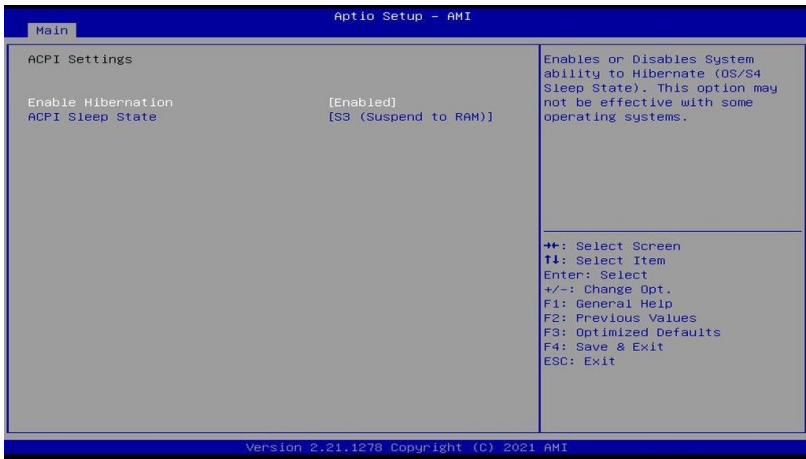 Aptio Setup – AMI
Main
ACPI Settings
Enable Hibernation [Enabled]
ACPI Sleep State [S3 (Suspend to RAM)]
Enables or Disables System
ability to Hibernate (OS/S4
Sleep State). This option may
not be effective with some
operating systems.
→←: Select Screen
↑↓: Select Item
Enter: Select
+/-: Change Opt.
F1: General Help
F2: Previous Values
F3: Optimized Defaults
F4: Save & Exit
ESC: Exit
Version 2.21.1278 Copyright (C) 2021 AMI